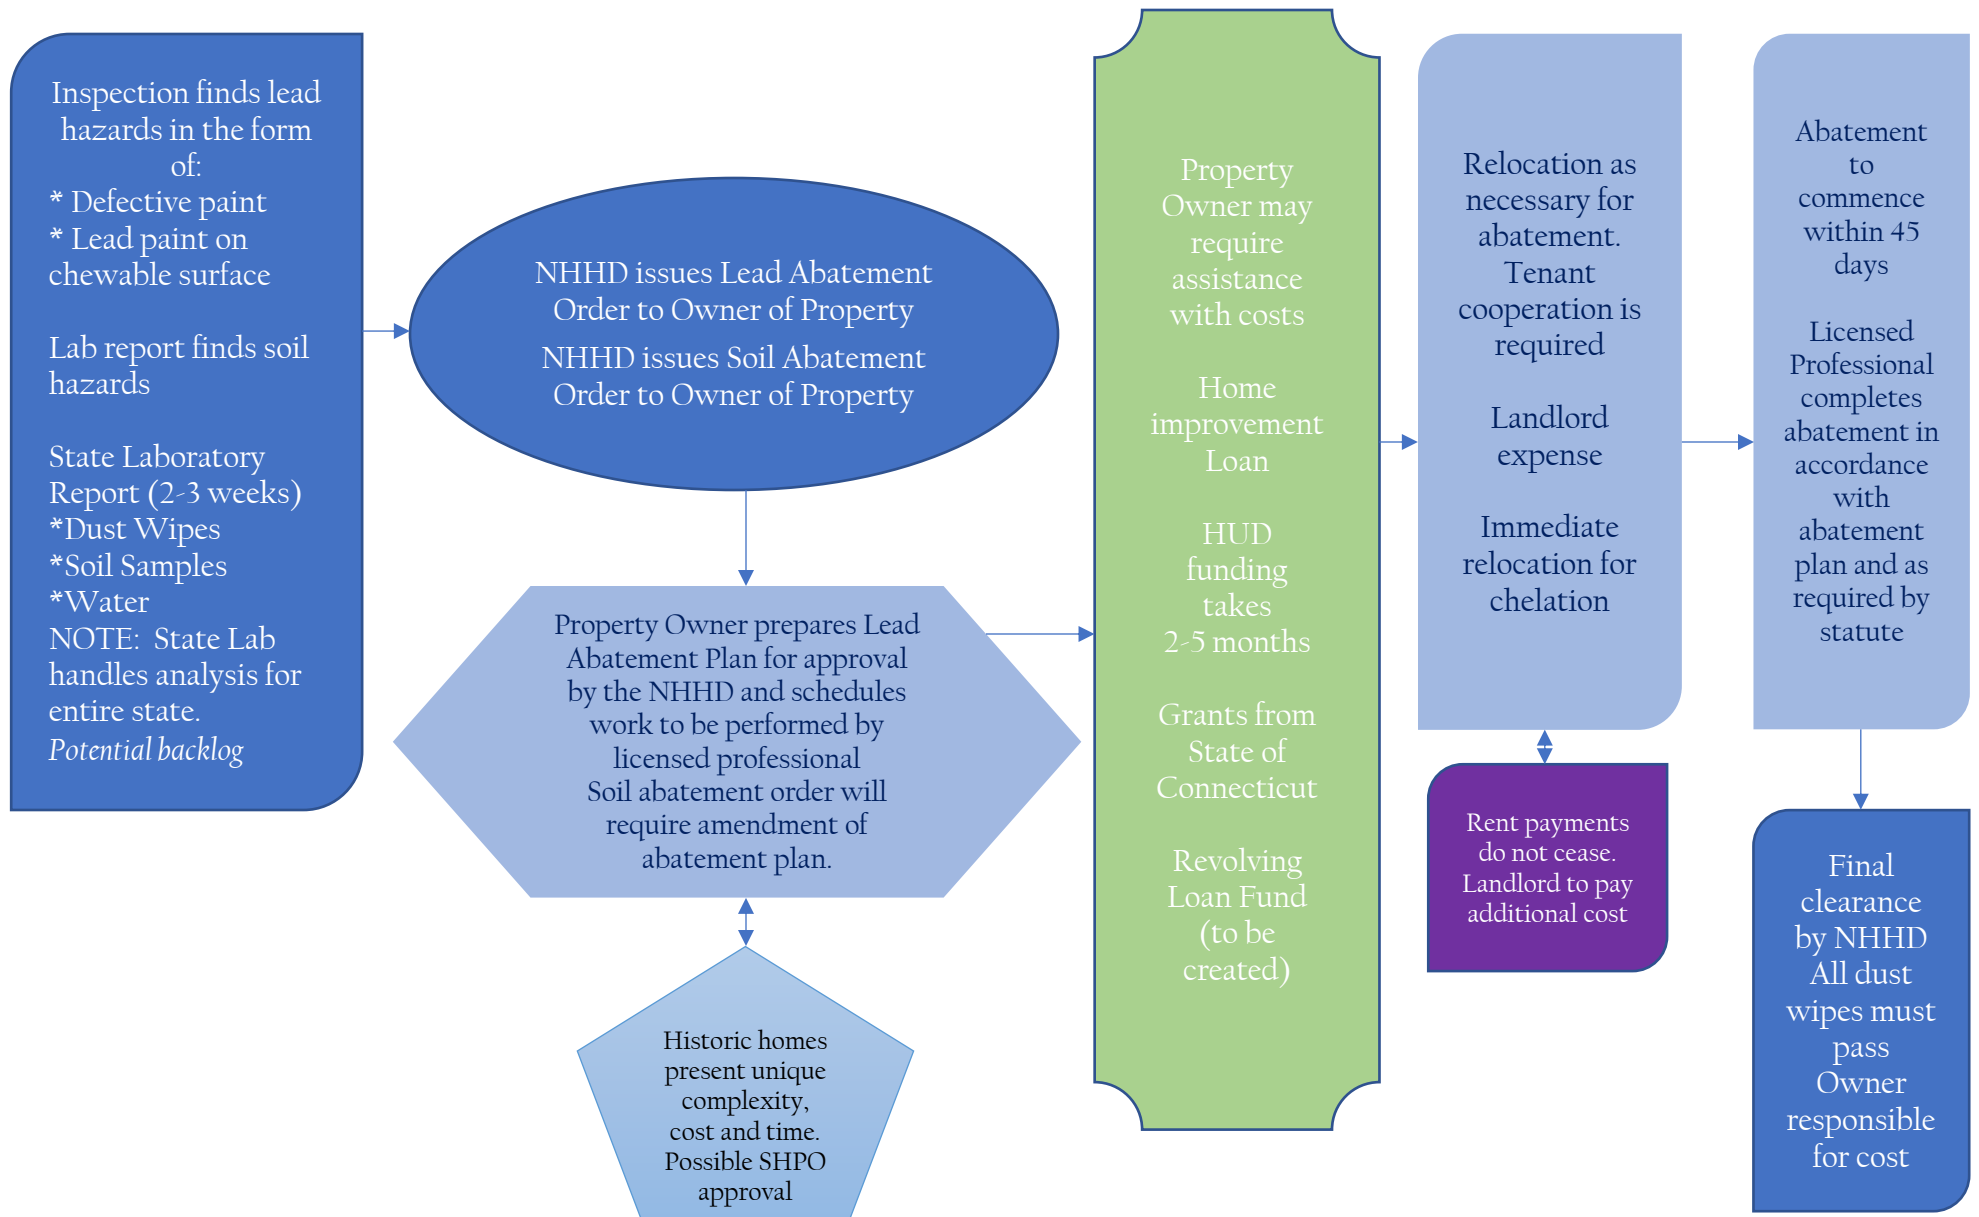 Inspection finds lead
hazards in the form
of:
* Defective paint
* Lead paint on
chewable surface
Lab report finds soil
hazards
State Laboratory
Report (2-3 weeks)
*Dust Wipes
*Soil Samples
*Water
NOTE:  State Lab
handles analysis for
entire state.
Potential backlog
NHHD issues Lead Abatement
Order to Owner of Property
NHHD issues Soil Abatement
Order to Owner of Property
Property Owner prepares Lead
Abatement Plan for approval
by the NHHD and schedules
work to be performed by
licensed professional
Soil abatement order will
require amendment of
abatement plan.
Historic homes
present unique
complexity,
cost and time.
Possible SHPO
approval
Property
Owner may
require
assistance
with costs
Home
improvement
Loan
HUD
funding
takes
2-5 months
Grants from
State of
Connecticut
Revolving
Loan Fund
(to be
created)
Relocation as
necessary for
abatement.
Tenant
cooperation is
required
Landlord
expense
Immediate
relocation for
chelation
Rent payments
do not cease.
Landlord to pay
additional cost
Abatement
to
commence
within 45
days
Licensed
Professional
completes
abatement in
accordance
with
abatement
plan and as
required by
statute
Final
clearance
by NHHD
All dust
wipes must
pass
Owner
responsible
for cost